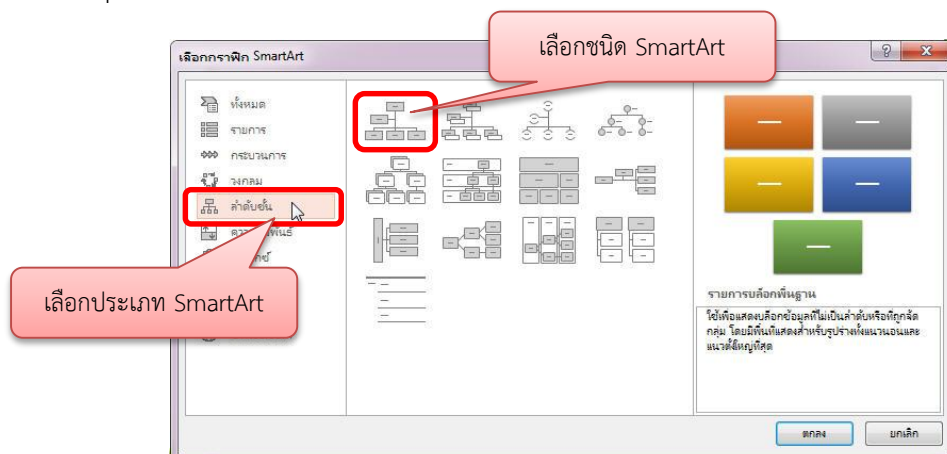 เลือกชนิด SmartArt
เลือกกราฟิก SmartArt
ทั้งหมด
รายการ
กระบวนการ
วงกลม
ลำดับชั้น
เลือกประเภท SmartArt
รายการบล็อกพื้นฐาน
ใช้เพื่อแสดงบล็อกข้อมูลที่ไม่เป็นลำดับหรือที่ถูกจัด
กลุ่ม โดยมีพื้นที่แสดงสำหรับรูปร่างทั้งแนวนอนและ
แนวตั้งใหญ่ที่สุด
ตกลง
ยกเลิก